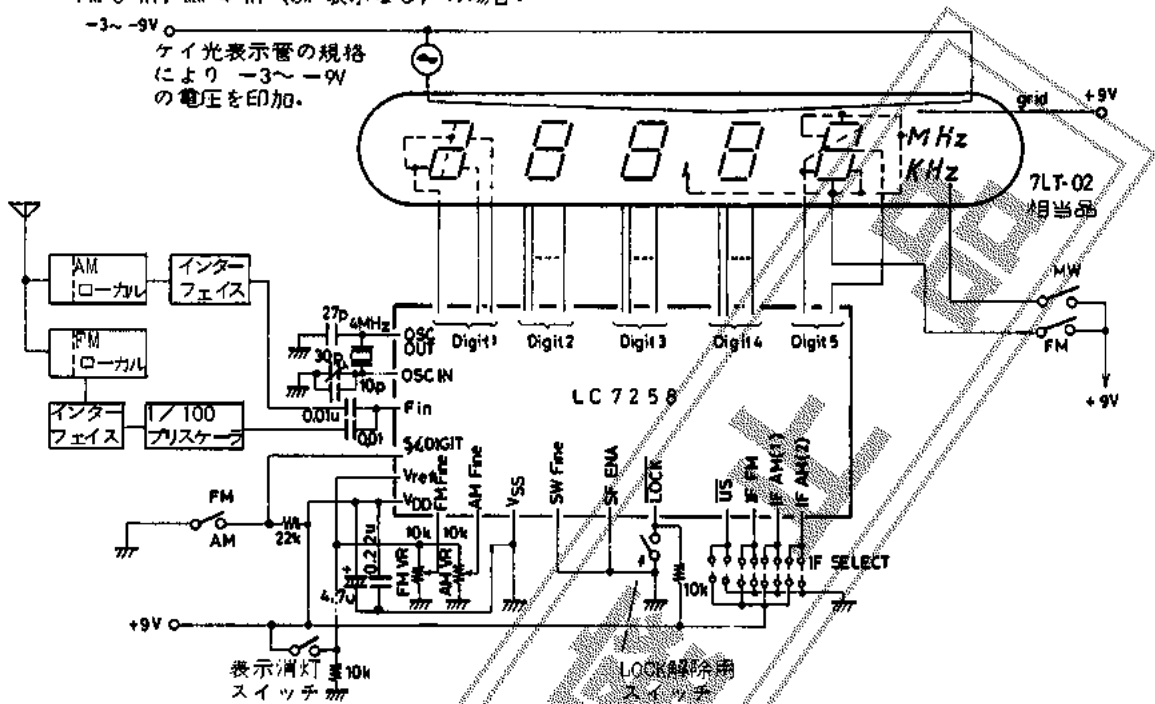 -3~ -9V
ケイ光表示管の規格
により -3~ -9V
の電圧を印加.
grid
+9V
MHz
KHz
7LT-02
相当品
AM
ローカル
インター
フェイス
FM
ローカル
インター
フェイス
1/100
プリスケーラ
27p
4MHz
30p
10p
0.01u
0.01
OSC
OUT
OSC IN
Fin
5/4DIGIT
Vref
VDD
Digit1
Digit2
Digit3
Digit4
Digit5
LC7258
MW
FM
+9V
FM Fine
AM Fine
VSS
SW Fine
SF ENA
LOCK
US
IF FM
IF AM(1)
IF AM(2)
FM
AM
22k
4.7u
0.22u
10k
10k
FM VR
AM VR
10k
IF SELECT
+9V
表示消灯
スイッチ
10k
LOCK解除用
スイッチ